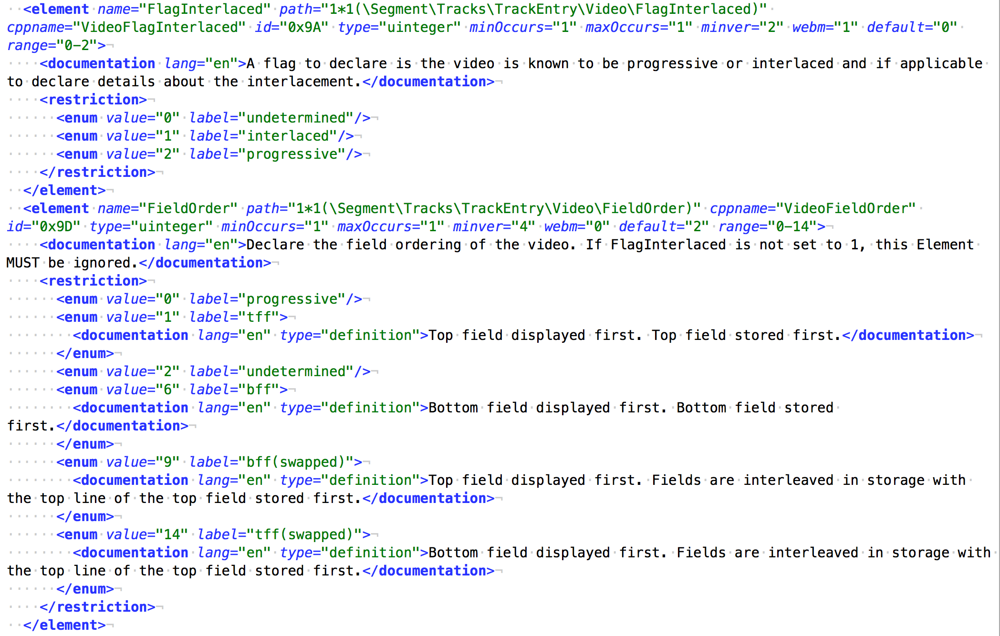 <element name="FlagInterlaced" path="1*1(\Segment\Tracks\TrackEntry\Video\FlagInterlaced)"
cppname="VideoFlagInterlaced" id="0x9A" type="uinteger" minOccurs="1" maxOccurs="1" minver="2" webm="1" default="0"
range="0-2">¬
<documentation lang="en">A flag to declare is the video is known to be progressive or interlaced and if applicable
to declare details about the interlacement.</documentation>¬
<restriction>¬
<enum value="0" label="undetermined"/>¬
<enum value="1" label="interlaced"/>¬
<enum value="2" label="progressive"/>¬
</restriction>¬
</element>¬
<element name="FieldOrder" path="1*1(\Segment\Tracks\TrackEntry\Video\FieldOrder)" cppname="VideoFieldOrder"
id="0x9D" type="uinteger" minOccurs="1" maxOccurs="1" minver="4" webm="0" default="2" range="0-14">¬
<documentation lang="en">Declare the field ordering of the video. If FlagInterlaced is not set to 1, this Element
MUST be ignored.</documentation>¬
<restriction>¬
<enum value="0" label="progressive"/>¬
<enum value="1" label="tff">¬
<documentation lang="en" type="definition">Top field displayed first. Top field stored first.</documentation>¬
</enum>¬
<enum value="2" label="undetermined"/>¬
<enum value="6" label="bff">¬
<documentation lang="en" type="definition">Bottom field displayed first. Bottom field stored
first.</documentation>¬
</enum>¬
<enum value="9" label="bff(swapped)">¬
<documentation lang="en" type="definition">Top field displayed first. Fields are interleaved in storage with
the top line of the top field stored first.</documentation>¬
</enum>¬
<enum value="14" label="tff(swapped)">¬
<documentation lang="en" type="definition">Bottom field displayed first. Fields are interleaved in storage with
the top line of the top field stored first.</documentation>¬
</enum>¬
</restriction>¬
</element>¬